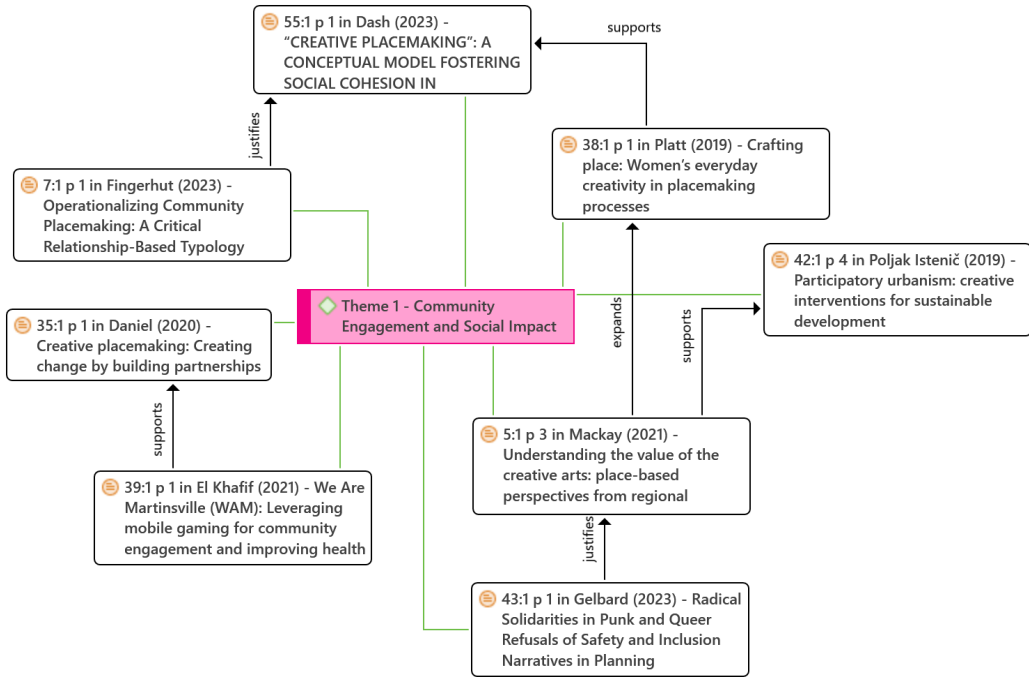 55:1 p 1 in Dash (2023) -
“CREATIVE PLACEMAKING”: A
CONCEPTUAL MODEL FOSTERING
SOCIAL COHESION IN
supports
justifies
38:1 p 1 in Platt (2019) - Crafting
place: Women’s everyday
creativity in placemaking
processes
7:1 p 1 in Fingerhut (2023) -
Operationalizing Community
Placemaking: A Critical
Relationship-Based Typology
42:1 p 4 in Poljak Istenič (2019) -
Participatory urbanism: creative
interventions for sustainable
development
Theme 1 - Community
Engagement and Social Impact
35:1 p 1 in Daniel (2020) -
Creative placemaking: Creating
change by building partnerships
expands
supports
supports
5:1 p 3 in Mackay (2021) -
Understanding the value of the
creative arts: place-based
perspectives from regional
39:1 p 1 in El Khafif (2021) - We Are
Martinsville (WAM): Leveraging
mobile gaming for community
engagement and improving health
justifies
43:1 p 1 in Gelbard (2023) - Radical
Solidarities in Punk and Queer
Refusals of Safety and Inclusion
Narratives in Planning